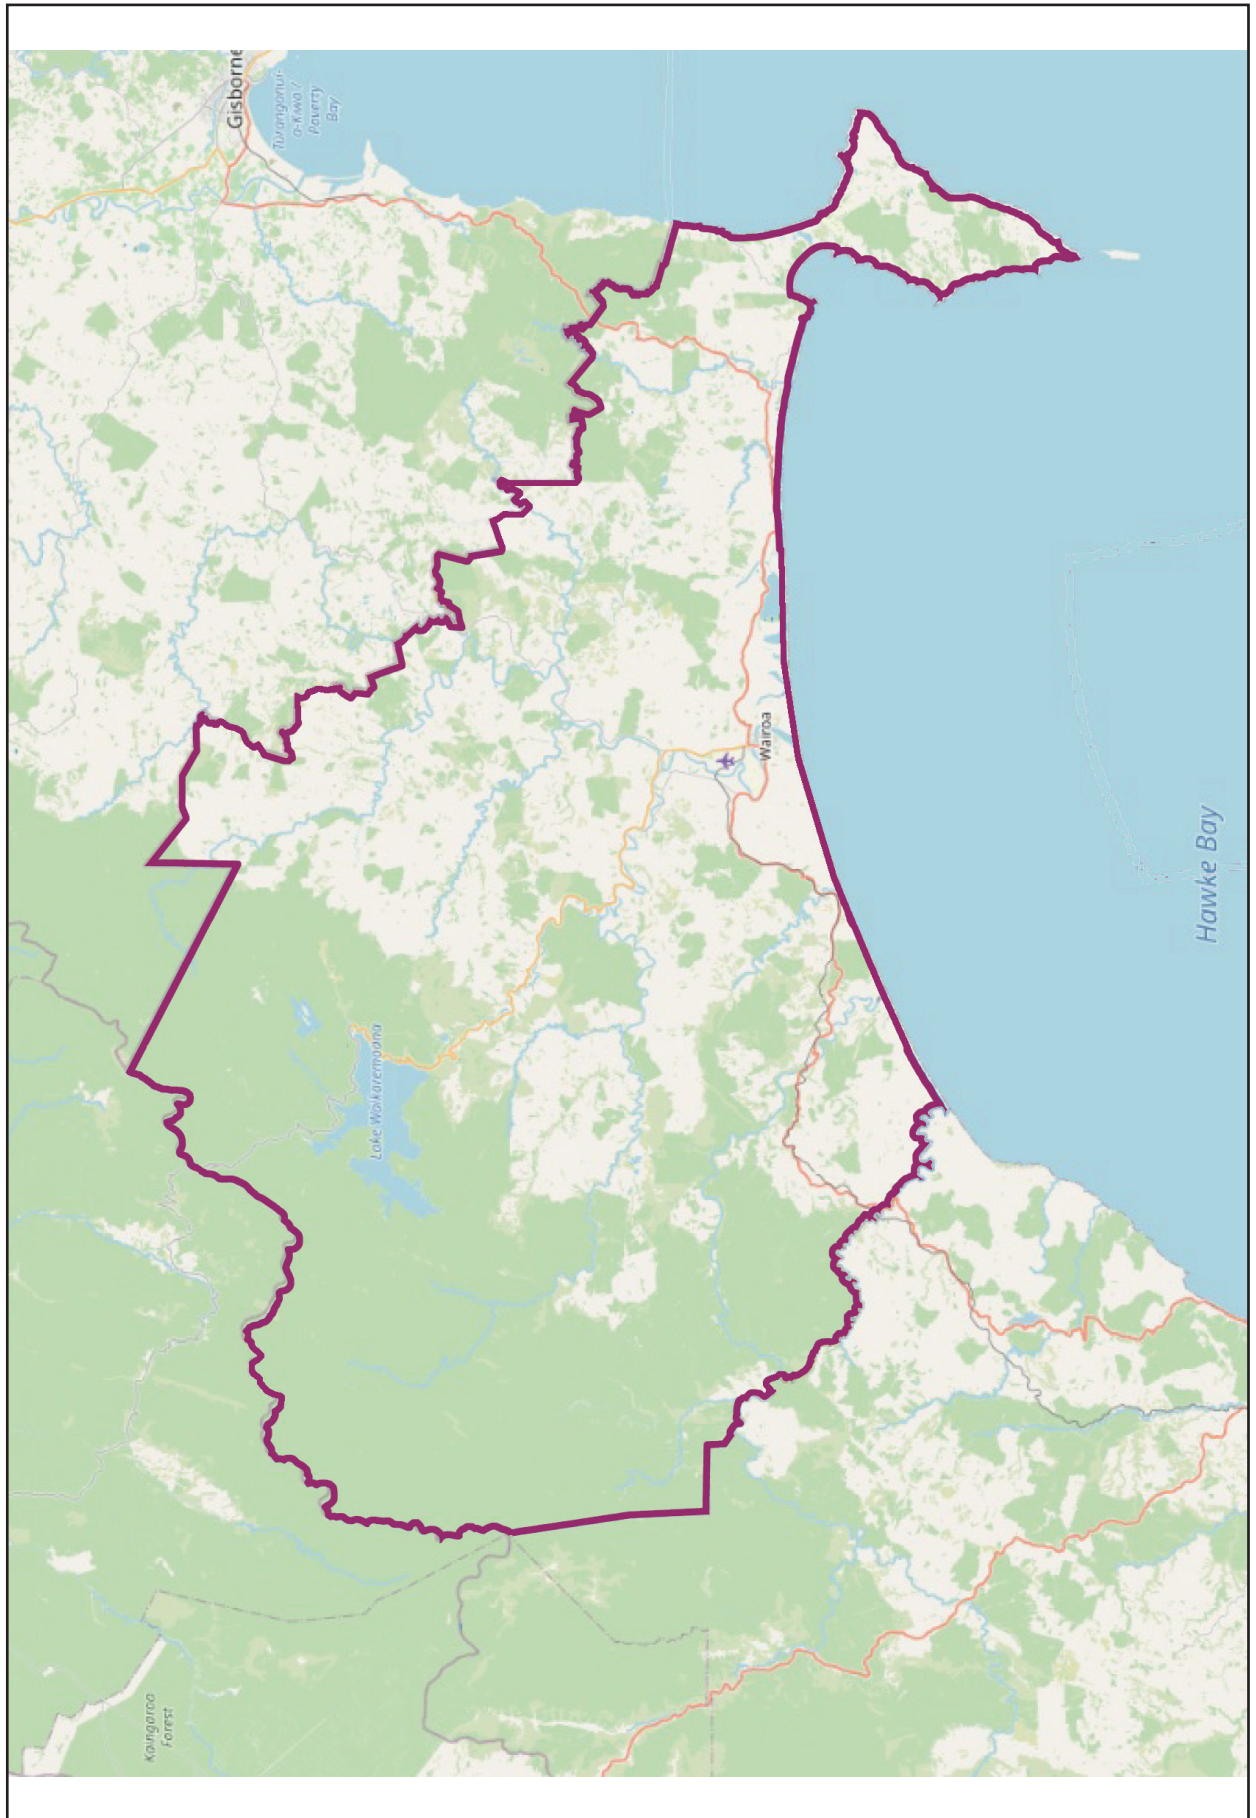 Gisborne
Tūranganui-
a-Kiwa /
Poverty
Bay
Wairoa
Hawke Bay
Lake Waikaremoana
Kaingaroa
Forest